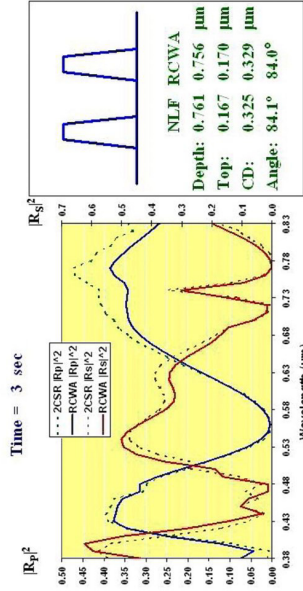 Time = 3 sec
|Rp|^2
|Rs|^2
0.50
0.45
0.40
0.35
0.30
0.25
0.20
0.15
0.10
0.05
0.00
0.7
0.6
0.5
0.4
0.3
0.2
0.1
0.0
2CSR |Rp|^2
RCWA |Rp|^2
2CSR |Rs|^2
RCWA |Rs|^2
0.38 0.43 0.48 0.53 0.58 0.63 0.68 0.73 0.78 0.83
NLF RCWA
Depth: 0.761 0.756 µm
Top: 0.167 0.170 µm
CD: 0.325 0.329 µm
Angle: 84.1° 84.0°